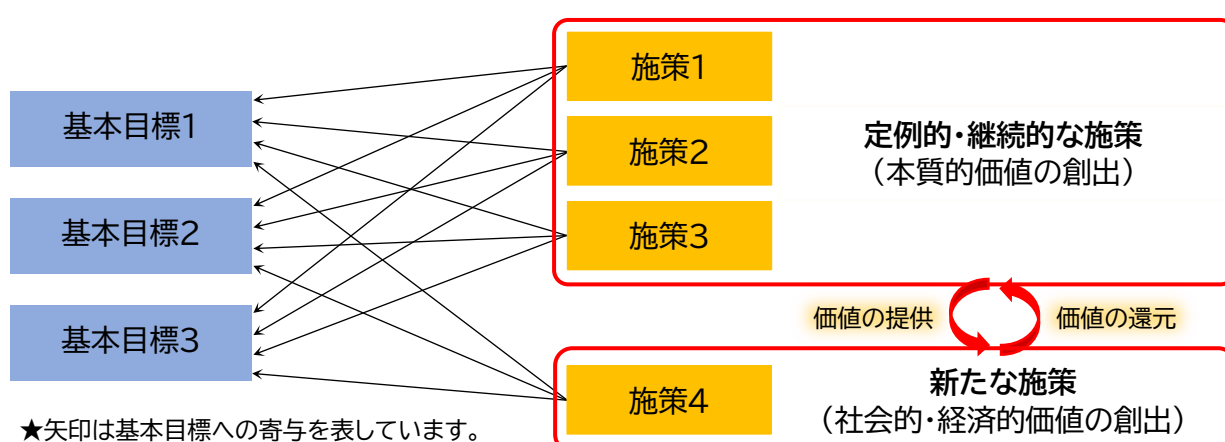 基本目標1
基本目標2
基本目標3
施策1
施策2
施策3
定例的・継続的な施策
（本質的価値の創出）
価値の提供
価値の還元
施策4
新たな施策
（社会的・経済的価値の創出）
★矢印は基本目標への寄与を表しています。